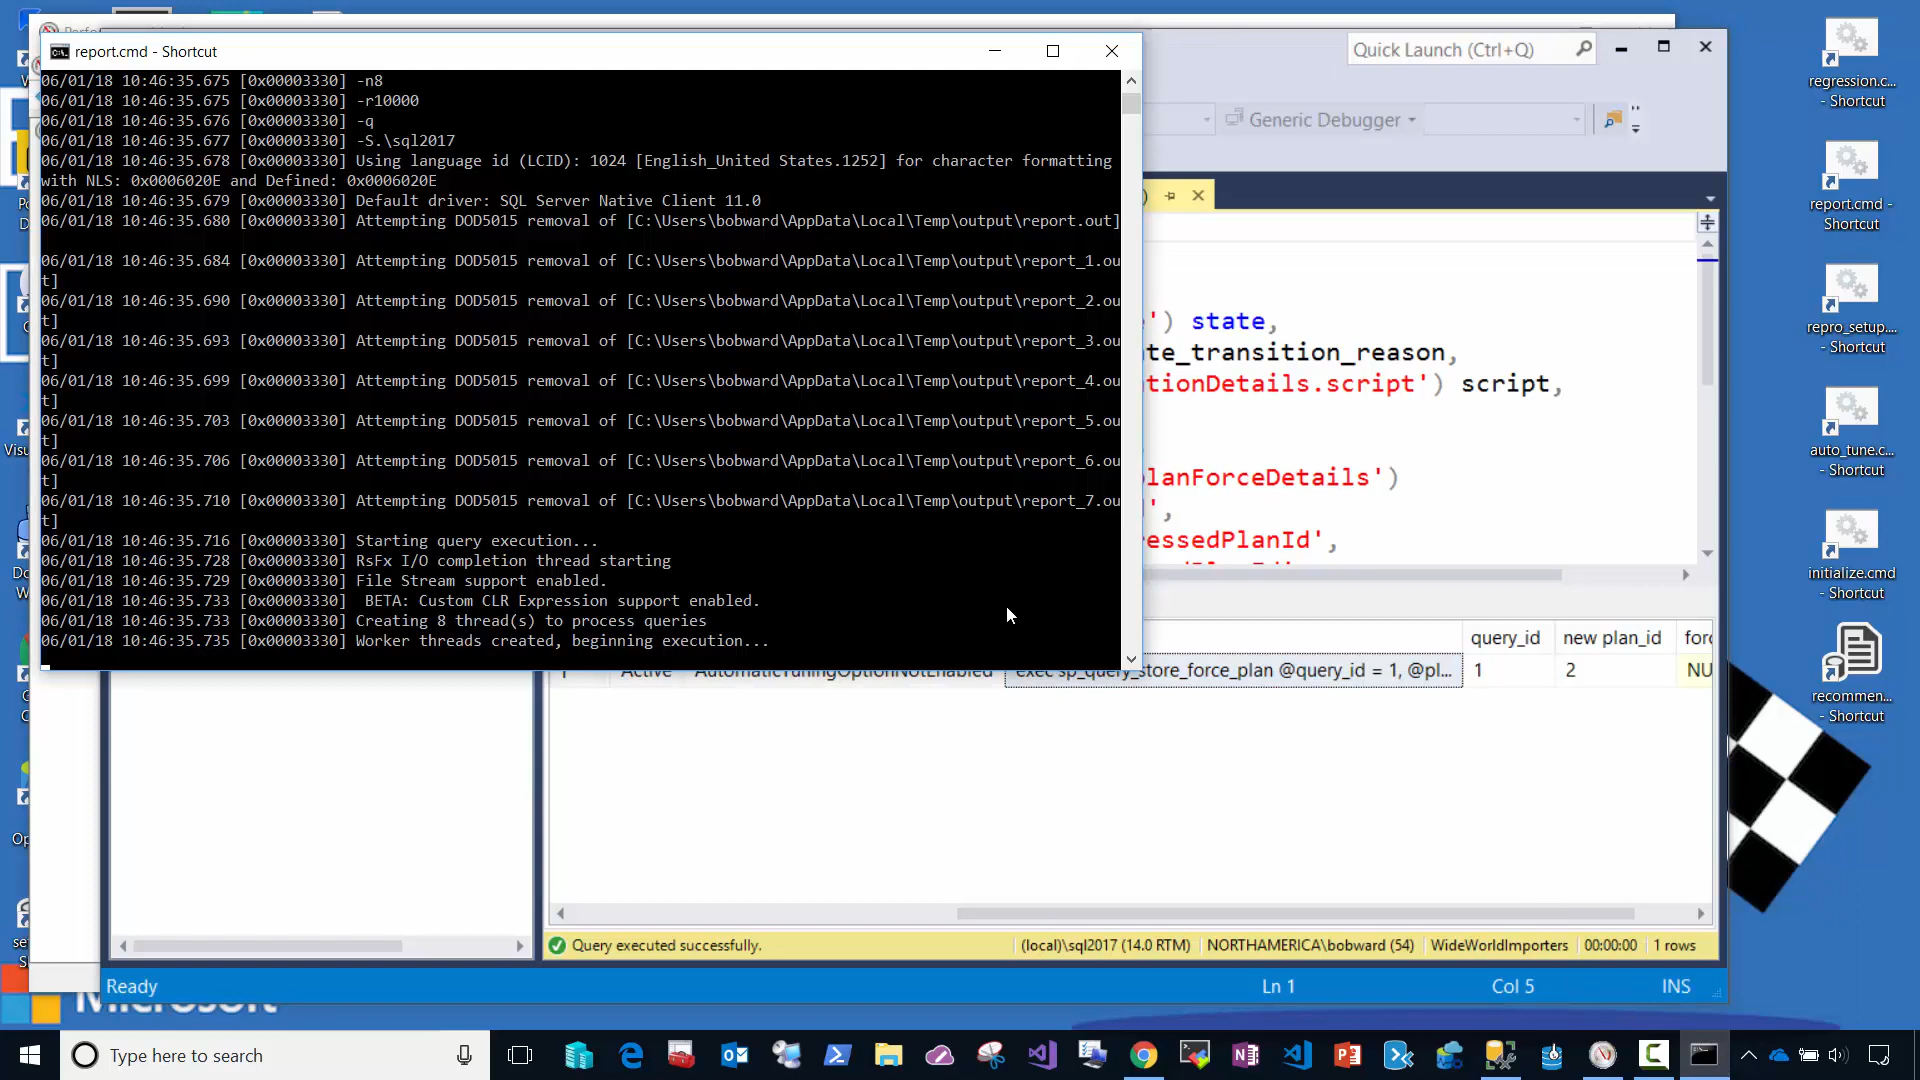 report.cmd - Shortcut
06/01/18 10:46:35.675 [0x00003330] -n8
06/01/18 10:46:35.675 [0x00003330] -r10000
06/01/18 10:46:35.676 [0x00003330] -q
06/01/18 10:46:35.677 [0x00003330] -S.\sql2017
06/01/18 10:46:35.678 [0x00003330] Using language id (LCID): 1024 [English_United States.1252] for character formatting
with NLS: 0x0006020E and Defined: 0x0006020E
06/01/18 10:46:35.679 [0x00003330] Default driver: SQL Server Native Client 11.0
06/01/18 10:46:35.680 [0x00003330] Attempting DOD5015 removal of [C:\Users\bobward\AppData\Local\Temp\output\report.out]
06/01/18 10:46:35.684 [0x00003330] Attempting DOD5015 removal of [C:\Users\bobward\AppData\Local\Temp\output\report_1.ou
t]
06/01/18 10:46:35.690 [0x00003330] Attempting DOD5015 removal of [C:\Users\bobward\AppData\Local\Temp\output\report_2.ou
t]
06/01/18 10:46:35.693 [0x00003330] Attempting DOD5015 removal of [C:\Users\bobward\AppData\Local\Temp\output\report_3.ou
t]
06/01/18 10:46:35.699 [0x00003330] Attempting DOD5015 removal of [C:\Users\bobward\AppData\Local\Temp\output\report_4.ou
t]
06/01/18 10:46:35.703 [0x00003330] Attempting DOD5015 removal of [C:\Users\bobward\AppData\Local\Temp\output\report_5.ou
t]
06/01/18 10:46:35.706 [0x00003330] Attempting DOD5015 removal of [C:\Users\bobward\AppData\Local\Temp\output\report_6.ou
t]
06/01/18 10:46:35.710 [0x00003330] Attempting DOD5015 removal of [C:\Users\bobward\AppData\Local\Temp\output\report_7.ou
t]
06/01/18 10:46:35.716 [0x00003330] Starting query execution...
06/01/18 10:46:35.728 [0x00003330] RsFx I/O completion thread starting
06/01/18 10:46:35.729 [0x00003330] File Stream support enabled.
06/01/18 10:46:35.733 [0x00003330]  BETA: Custom CLR Expression support enabled.
06/01/18 10:46:35.733 [0x00003330] Creating 8 thread(s) to process queries
06/01/18 10:46:35.735 [0x00003330] Worker threads created, beginning execution...
Quick Launch (Ctrl+Q)
Generic Debugger
') state,
te_transition_reason,
tionDetails.script') script,
planForceDetails')
',
essedPlanId',
query_id new plan_id forc
1 Active AutomaticTuningOptionNotEnabled exec sp_query_store_force_plan @query_id = 1, @pl... 1 2 NU
Query executed successfully. (local)\sql2017 (14.0 RTM) NORTHAMERICA\bobward (54) WideWorldImporters 00:00:00 1 rows
Ready Ln 1 Col 5 INS
Microsoft
regression.c...
- Shortcut
report.cmd -
Shortcut
repro_setup....
- Shortcut
auto_tune.c...
- Shortcut
initialize.cmd
- Shortcut
recommen...
- Shortcut
Type here to search